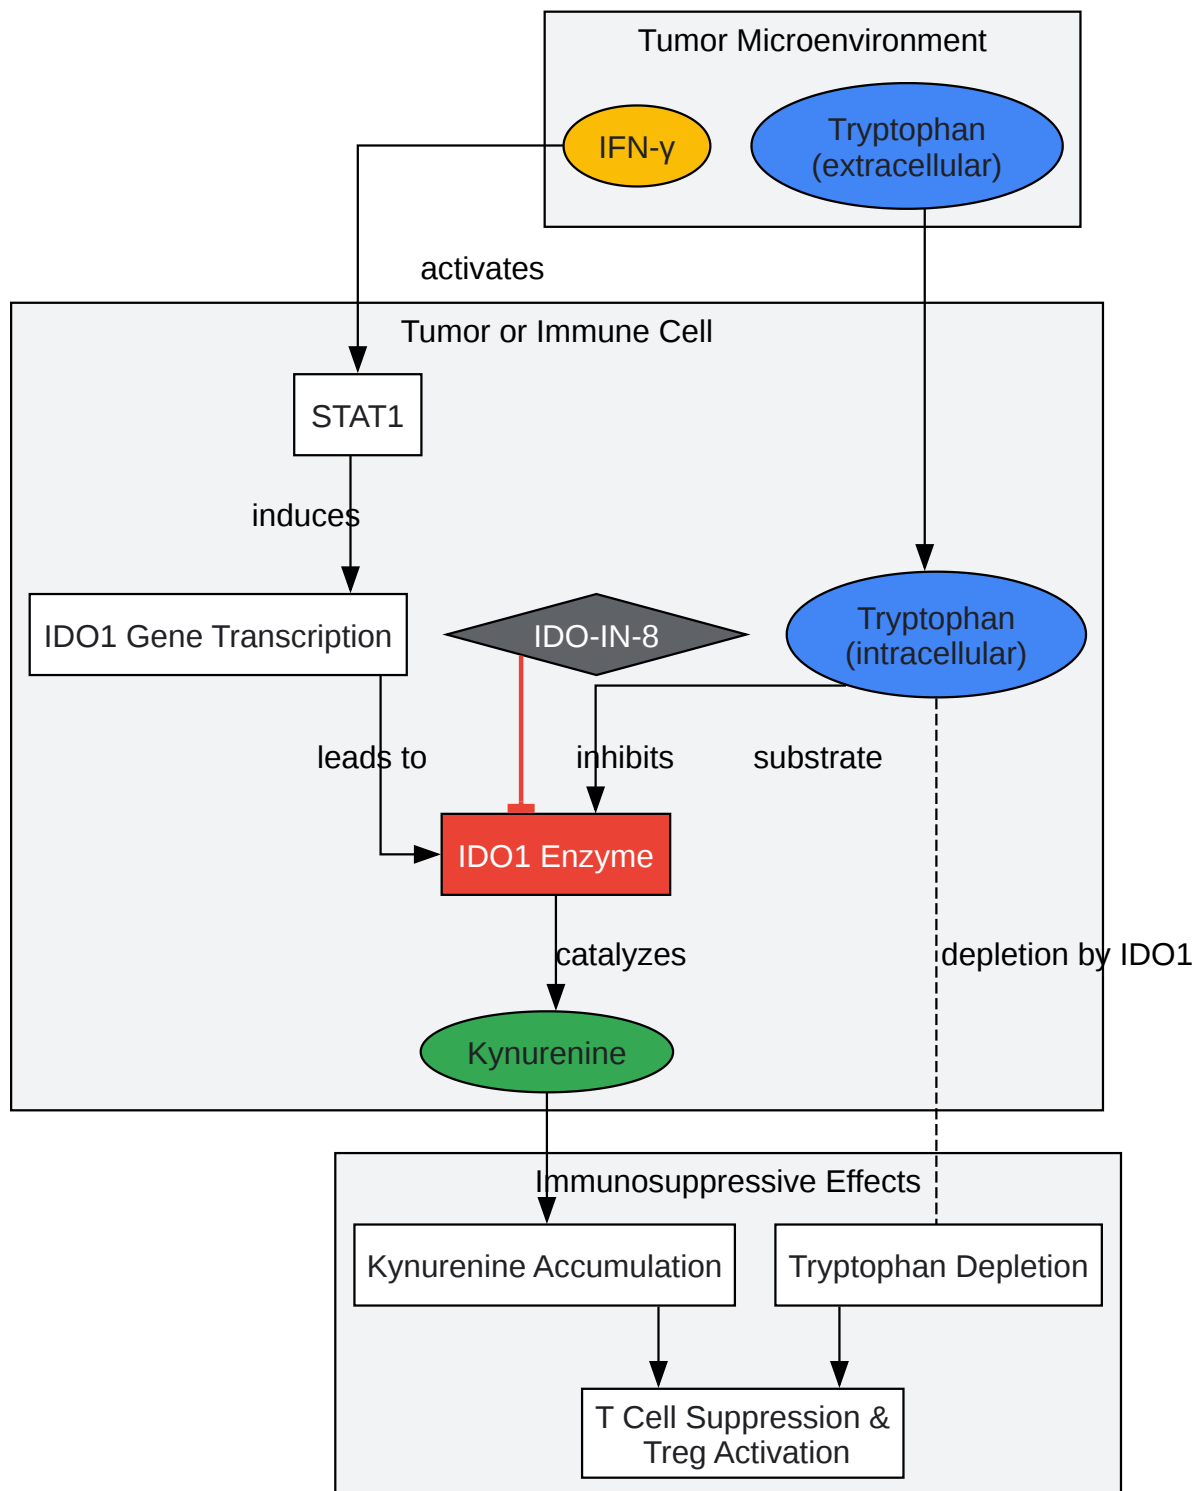 Tumor Microenvironment
IFN-γ
Tryptophan
(extracellular)
activates
Tumor or Immune Cell
STAT1
induces
IDO1 Gene Transcription
IDO-IN-8
Tryptophan
(intracellular)
leads to
inhibits
substrate
IDO1 Enzyme
catalyzes
depletion by IDO1
Kynurenine
Immunosuppressive Effects
Kynurenine Accumulation
Tryptophan Depletion
T Cell Suppression &
Treg Activation